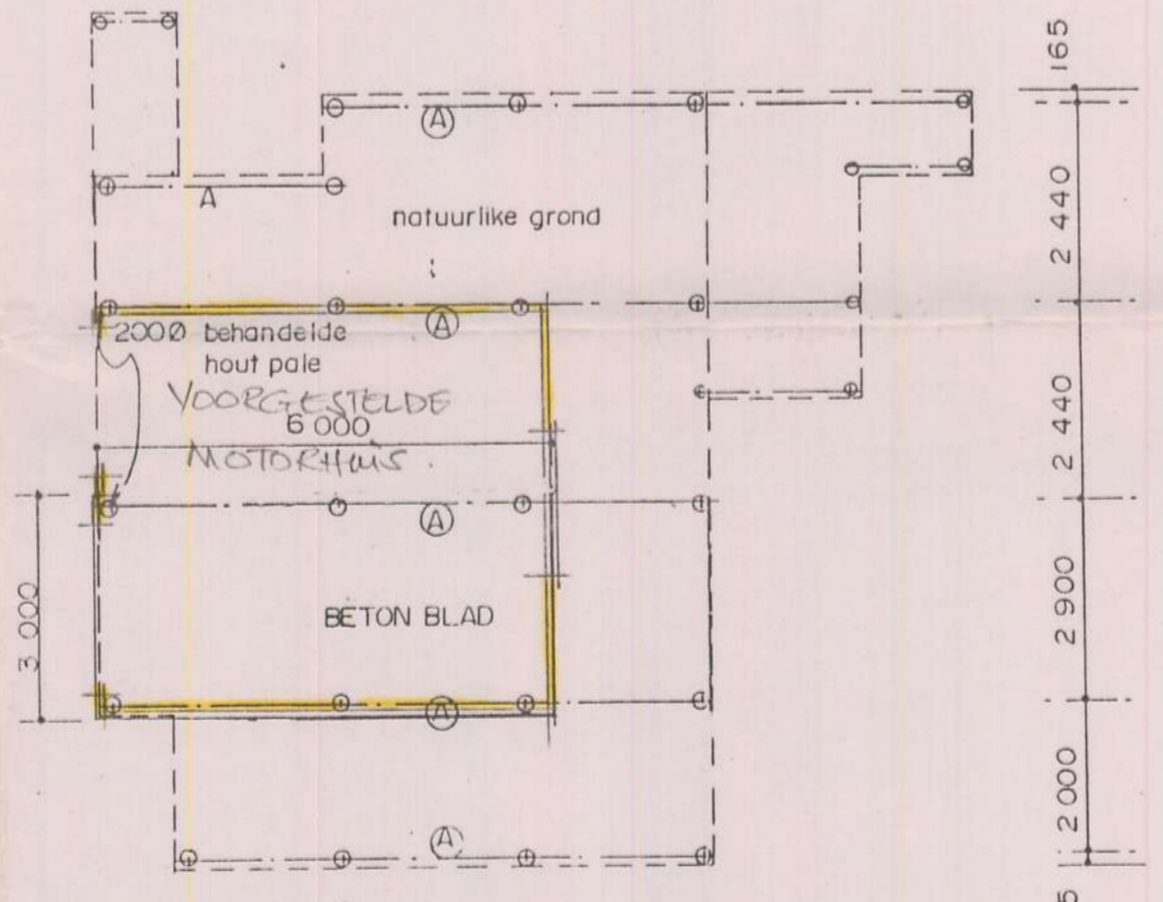 165
A
A
natuurlike grond
2 440
2000 behandelde
hout pale
A
VOORGESTELDE
6 000
MOTORHUIS.
2 440
A
BETON BLAD
3 000
2 900
A
2 000
A